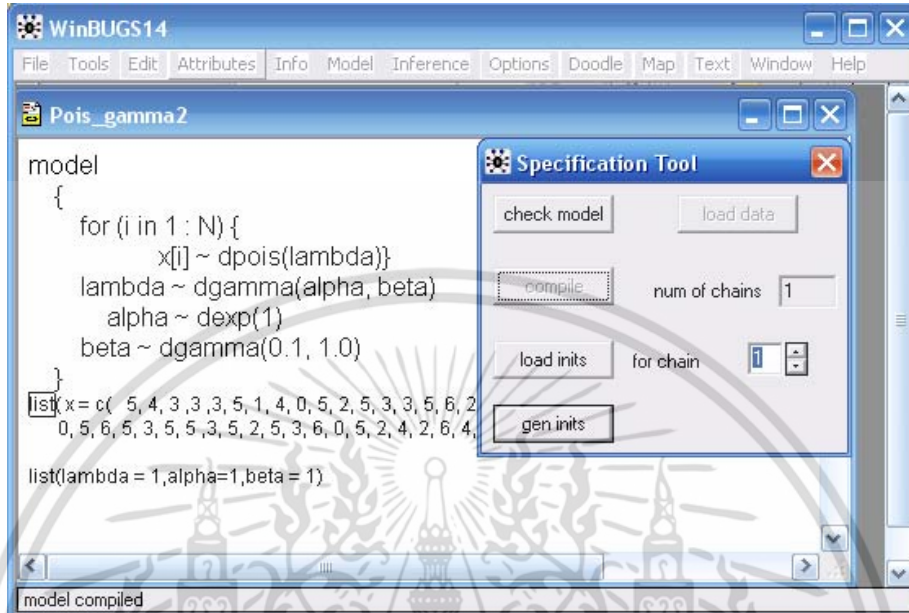 WinBUGS14
File Tools Edit Attributes Info Model Inference Options Doodle Map Text Window Help
Pois_gamma2
model
{
for (i in 1 : N) {
x[i] ~ dpois(lambda)}
lambda ~ dgamma(alpha, beta)
alpha ~ dexp(1)
beta ~ dgamma(0.1, 1.0)
}
list( x = c( 5, 4, 3 ,3 ,3, 5, 1, 4, 0, 5, 2, 5, 3, 3, 5, 6, 2
0, 5, 6, 5, 3, 5, 5 ,3, 5, 2, 5, 3, 6, 0, 5, 2, 4, 2, 6, 4,
list(lambda = 1,alpha=1,beta = 1)
Specification Tool
check model load data
compile num of chains 1
load inits for chain 1
gen inits
model compiled